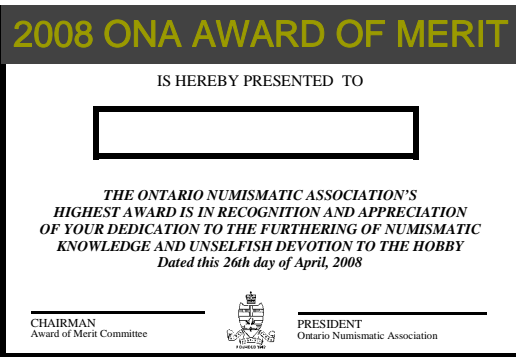 2008 ONA AWARD OF MERIT
IS HEREBY PRESENTED TO
THE ONTARIO NUMISMATIC ASSOCIATION'S
HIGHEST AWARD IS IN RECOGNITION AND APPRECIATION
OF YOUR DEDICATION TO THE FURTHERING OF NUMISMATIC
KNOWLEDGE AND UNSELFISH DEVOTION TO THE HOBBY
Dated this 26th day of April, 2008
CHAIRMAN
Award of Merit Committee
FOUNDED 1962
PRESIDENT
Ontario Numismatic Association